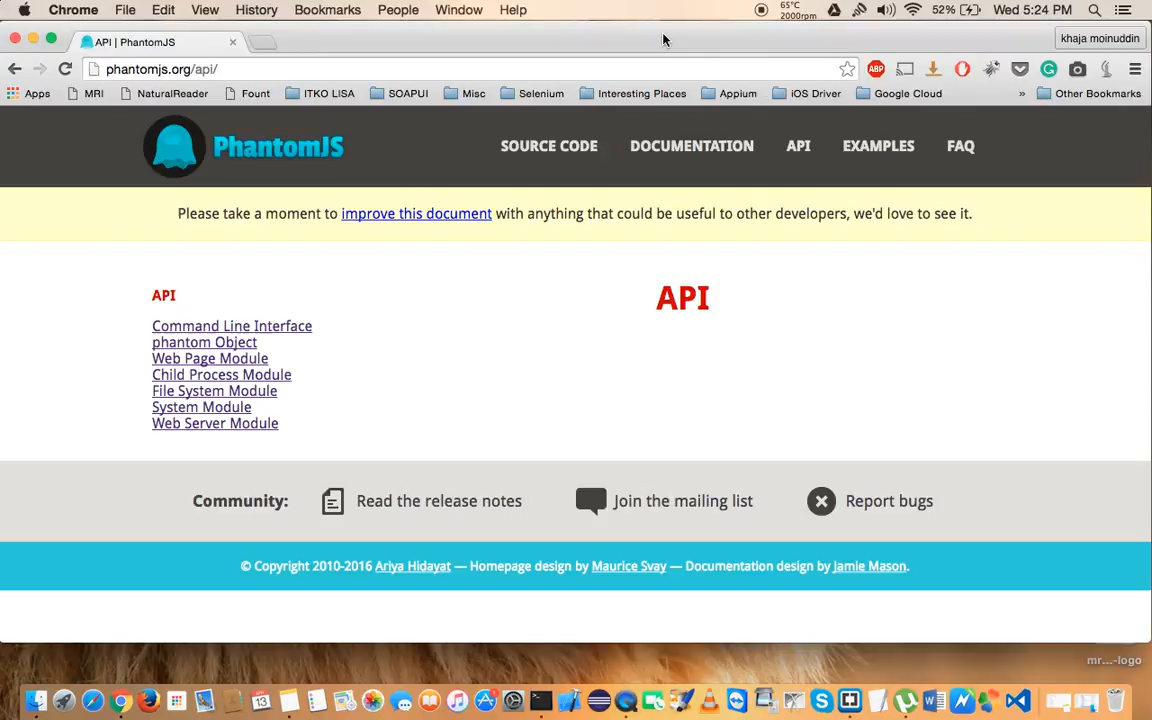 Chrome File Edit View History Bookmarks People Window Help 65°C 2000rpm 52% Wed 5:24 PM
API | PhantomJS khaja moinuddin
phantomjs.org/api/ ABP
Apps MRI NaturalReader Fount ITKO LISA SOAPUI Misc Selenium Interesting Places Appium iOS Driver Google Cloud » Other Bookmarks
PhantomJS SOURCE CODE DOCUMENTATION API EXAMPLES FAQ
Please take a moment to improve this document with anything that could be useful to other developers, we'd love to see it.
API
API
Command Line Interface
phantom Object
Web Page Module
Child Process Module
File System Module
System Module
Web Server Module
Community: Read the release notes Join the mailing list Report bugs
© Copyright 2010-2016 Ariya Hidayat — Homepage design by Maurice Svay — Documentation design by Jamie Mason.
mr...-logo
13